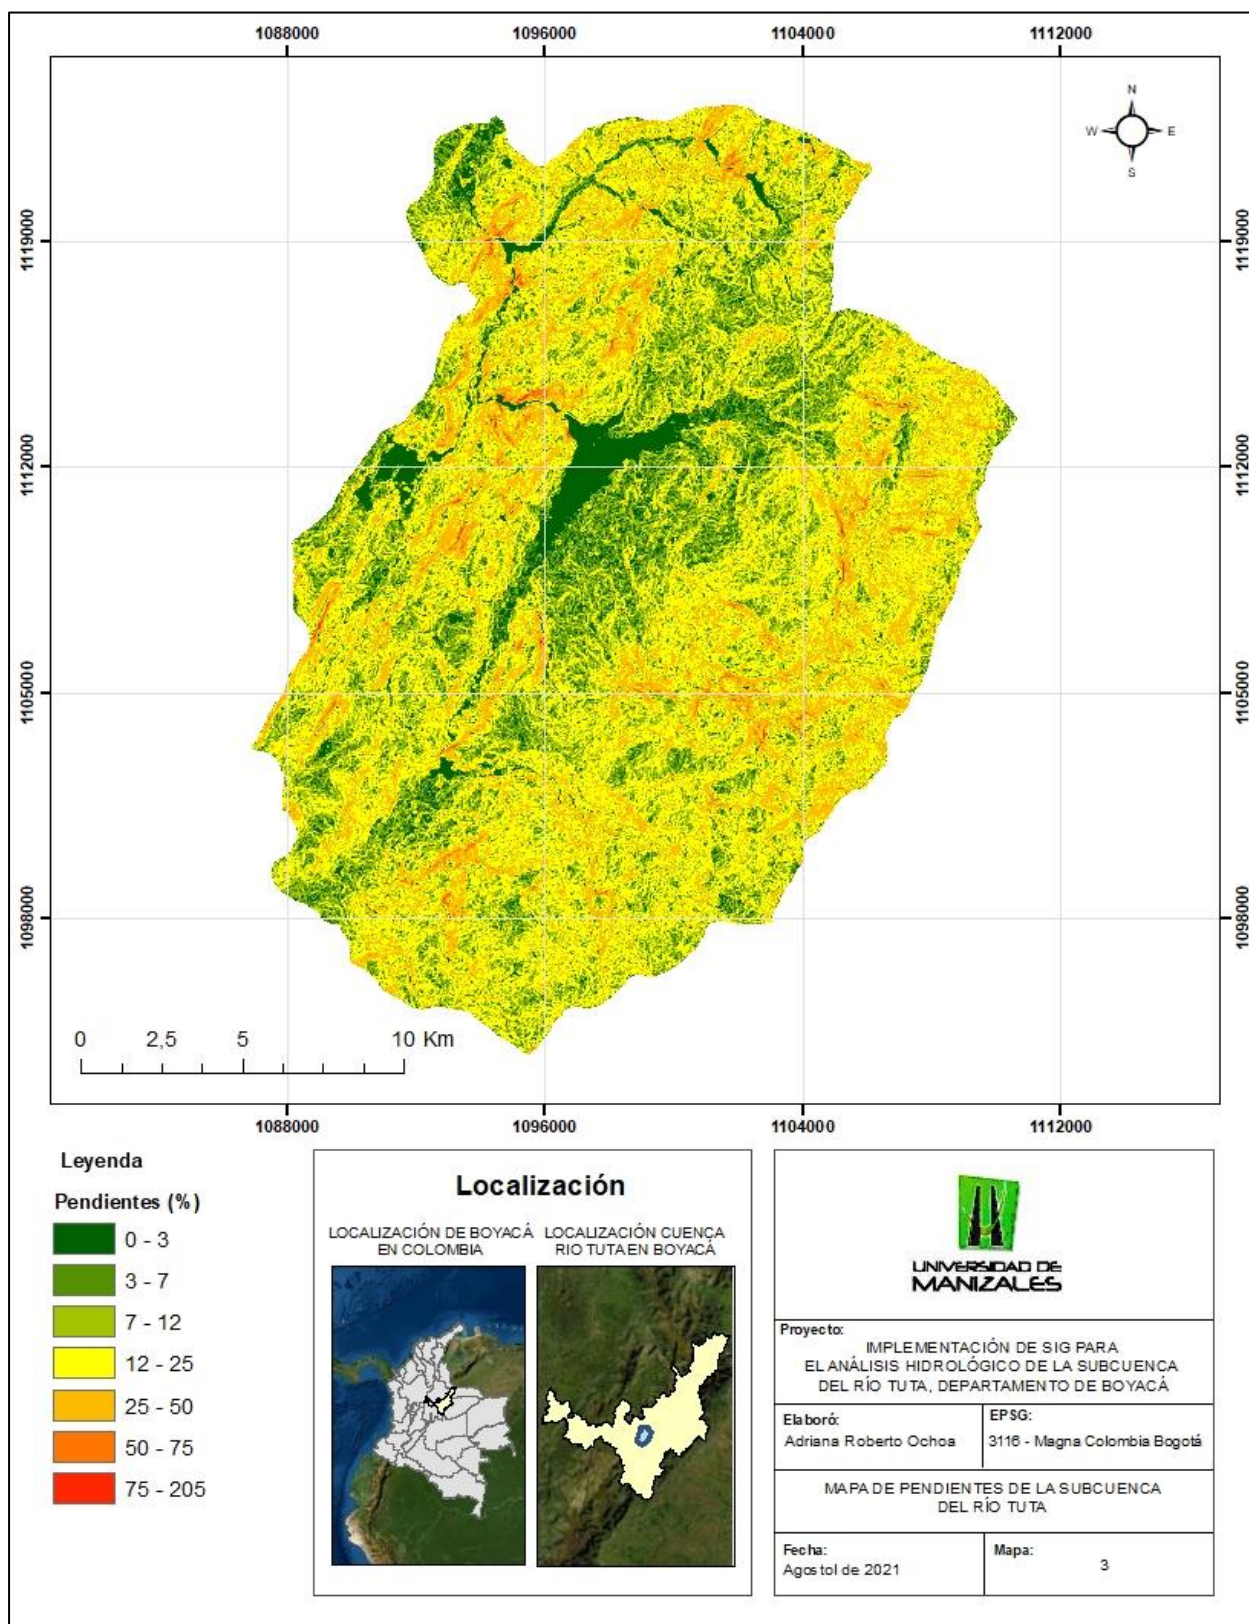 1088000 1096000 1104000 1112000
N
W E
S
1119000 1119000
1112000 1112000
1105000 1105000
1098000 1098000
0 2,5 5 10 Km
1088000 1096000 1104000 1112000
Leyenda
Pendientes (%)
0 - 3
3 - 7
7 - 12
12 - 25
25 - 50
50 - 75
75 - 205
Localización
LOCALIZACIÓN DE BOYACÁ
EN COLOMBIA
LOCALIZACIÓN CUENCA
RIO TUTA EN BOYACÁ
UNIVERSIDAD DE
MANIZALES
Proyecto:
IMPLEMENTACIÓN DE SIG PARA
EL ANÁLISIS HIDROLÓGICO DE LA SUBCUENCA
DEL RÍO TUTA, DEPARTAMENTO DE BOYACÁ
Elaboró:
Adriana Roberto Ochoa
EPSG:
3116 - Magna Colombia Bogotá
MAPA DE PENDIENTES DE LA SUBCUENCA
DEL RÍO TUTA
Fecha:
Agostol de 2021
Mapa:
3